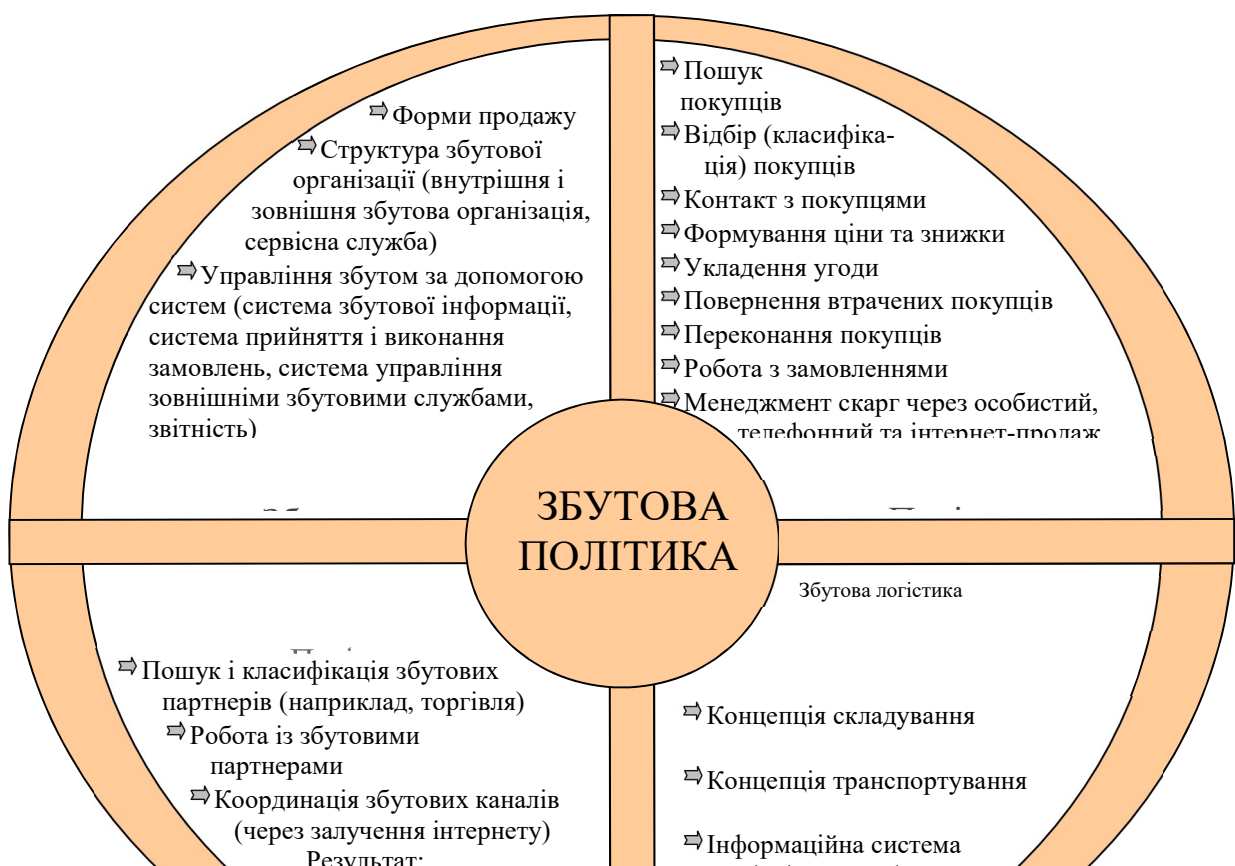 Форми продажу
Структура збутової
організації (внутрішня і
зовнішня збутова організація,
сервісна служба)
Управління збутом за допомогою
систем (система збутової інформації,
система прийняття і виконання
замовлень, система управління
зовнішніми збутовими службами,
звітність)
Пошук
покупців
Відбір (класифіка-
ція) покупців
Контакт з покупцями
Формування ціни та знижки
Укладення угоди
Повернення втрачених покупців
Переконання покупців
Робота з замовленнями
Менеджмент скарг через особистий,
телефонний та інтернет-продаж
ЗБУТОВА
ПОЛІТИКА
Пошук і класифікація збутових
партнерів (наприклад, торгівля)
Робота із збутовими
партнерами
Координація збутових каналів
(через залучення інтернету)
Результат:
Збутова логістика
Концепція складування
Концепція транспортування
Інформаційна система